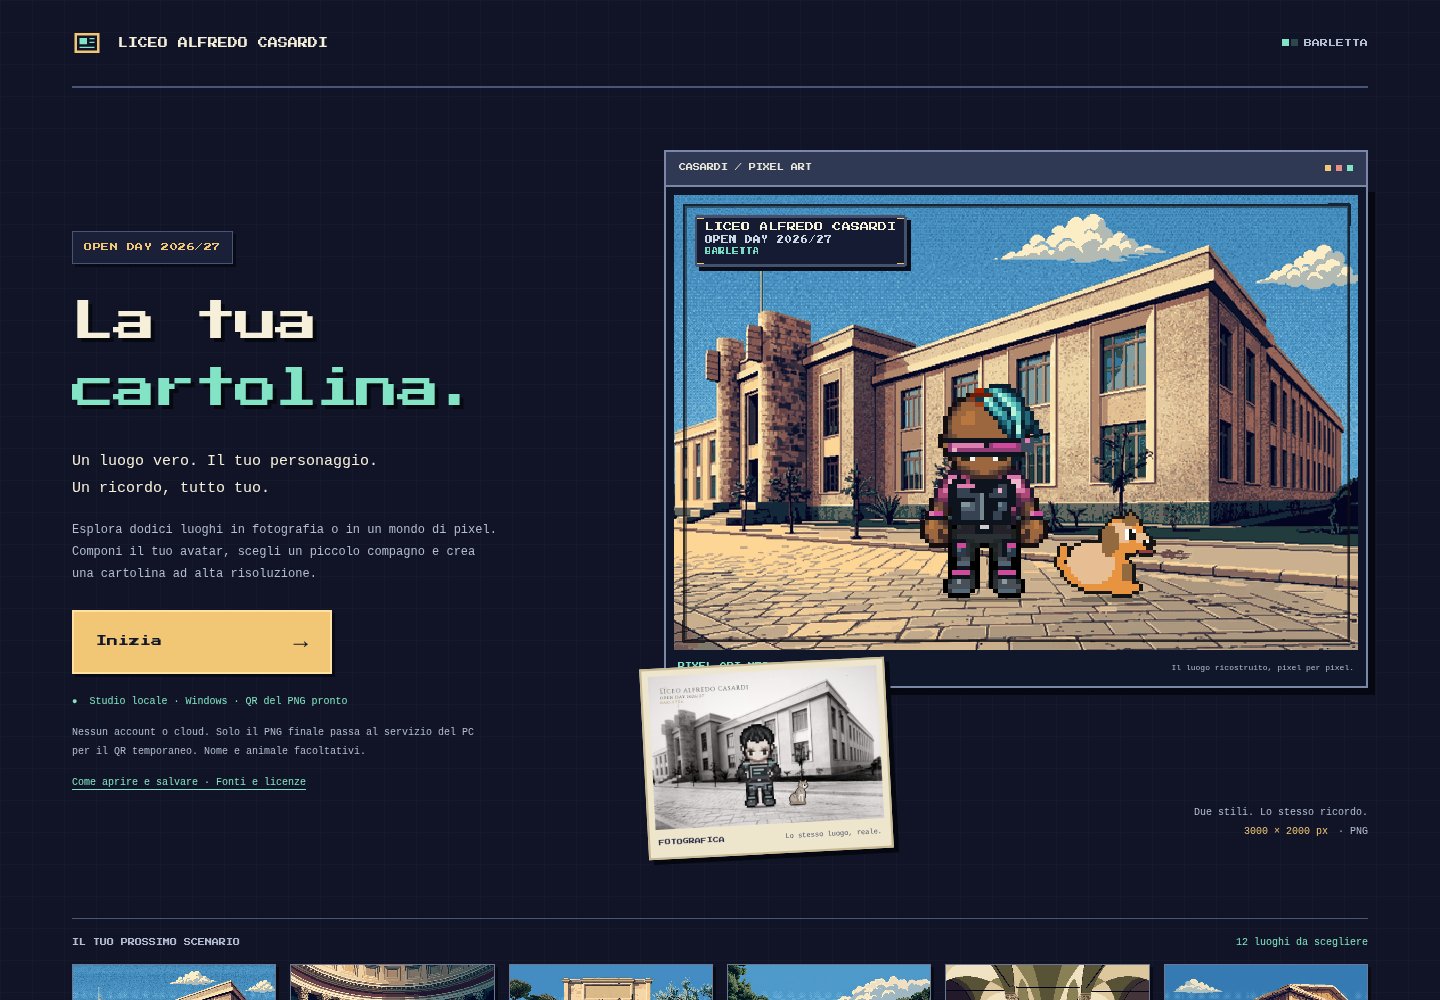 LICEO ALFREDO CASARDI
BARLETTA
OPEN DAY 2026/27
La tua
cartolina.
Un luogo vero. Il tuo personaggio.
Un ricordo, tutto tuo.
Esplora dodici luoghi in fotografia o in un mondo di pixel.
Componi il tuo avatar, scegli un piccolo compagno e crea
una cartolina ad alta risoluzione.
Inizia →
● Studio locale · Windows · QR del PNG pronto
Nessun account o cloud. Solo il PNG finale passa al servizio del PC
per il QR temporaneo. Nome e animale facoltativi.
Come aprire e salvare · Fonti e licenze
CASARDI / PIXEL ART
LICEO ALFREDO CASARDI
OPEN DAY 2026/27
BARLETTA
PIXEL ART
Il luogo ricostruito, pixel per pixel.
LICEO ALFREDO CASARDI
OPEN DAY 2026/27
FOTOGRAFICA
Lo stesso luogo, reale.
Due stili. Lo stesso ricordo.
3000 × 2000 px · PNG
IL TUO PROSSIMO SCENARIO
12 luoghi da scegliere